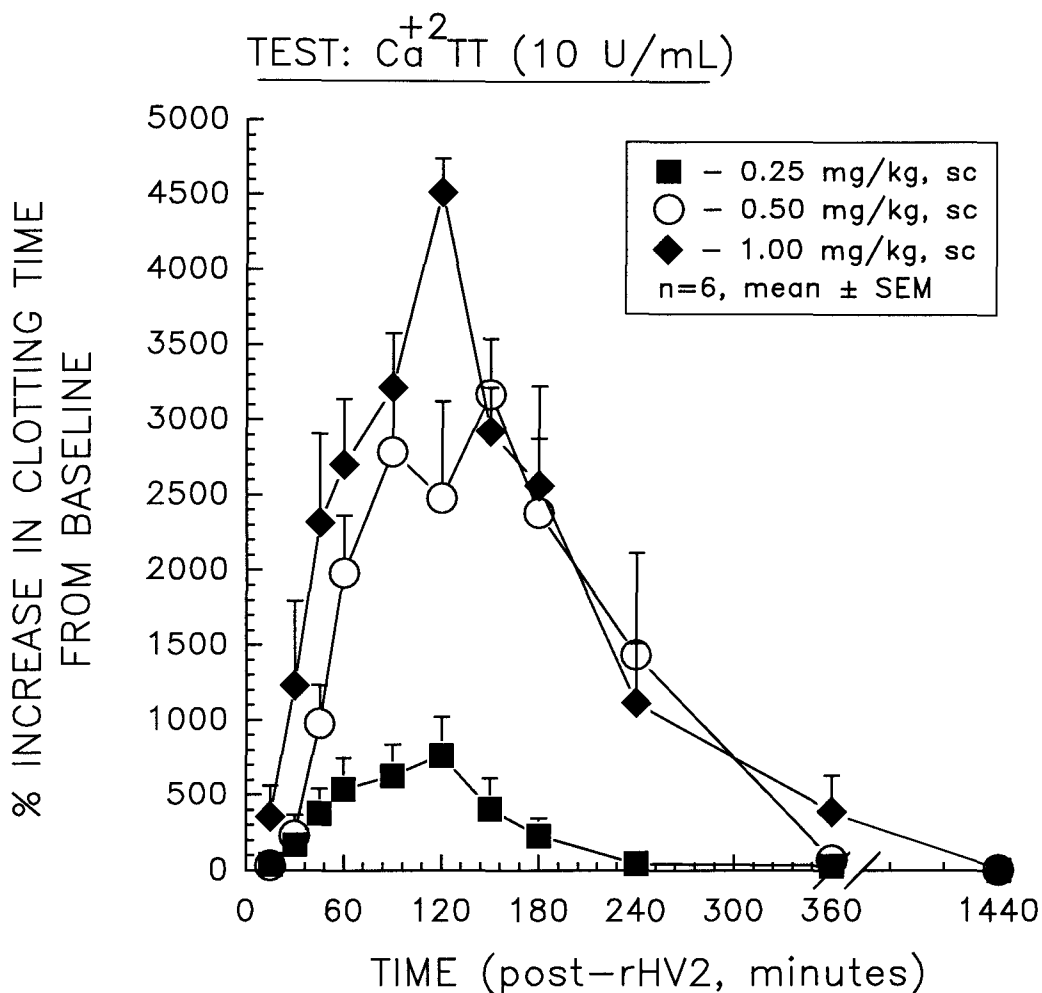 TEST: Ca+2TT (10 U/mL)
% INCREASE IN CLOTTING TIME
FROM BASELINE
5000
4500
4000
3500
3000
2500
2000
1500
1000
500
0
■ – 0.25 mg/kg, sc
○ – 0.50 mg/kg, sc
◆ – 1.00 mg/kg, sc
n=6, mean ± SEM
0 60 120 180 240 300 360 1440
TIME (post–rHV2, minutes)